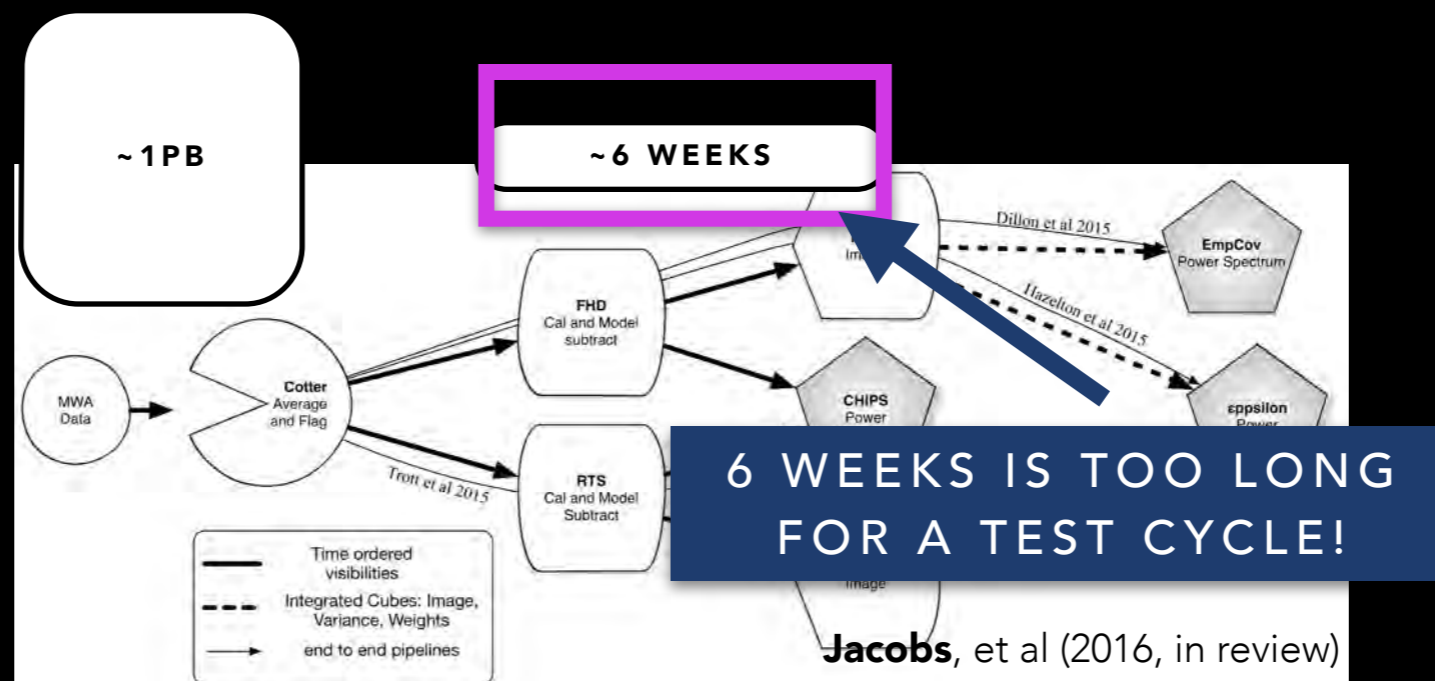 ~1PB
~6 WEEKS
Dillon et al 2015
EmpCov
Power Spectrum
Hazelton et al 2015
FHD
Cal and Model
subtract
MWA
Data
Cotter
Average
and Flag
CHIPS
Power
εppsilon
Power
Trott et al 2015
RTS
Cal and Model
Subtract
6 WEEKS IS TOO LONG
FOR A TEST CYCLE!
Image
Time ordered
visibilities
Integrated Cubes: Image,
Variance, Weights
end to end pipelines
Jacobs, et al (2016, in review)